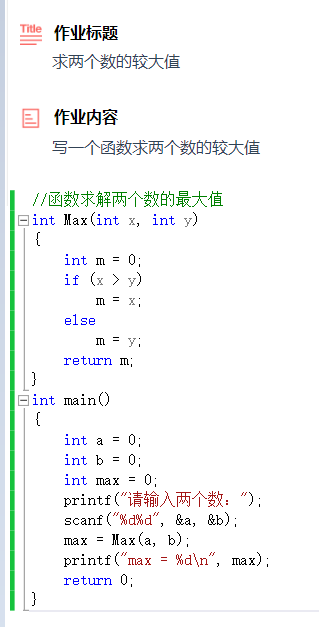 Title 作业标题
求两个数的较大值
作业内容
写一个函数求两个数的较大值
//函数求解两个数的最大值
int Max(int x, int y)
{
    int m = 0;
    if (x > y)
        m = x;
    else
        m = y;
    return m;
}
int main()
{
    int a = 0;
    int b = 0;
    int max = 0;
    printf("请输入两个数：");
    scanf("%d%d", &a, &b);
    max = Max(a, b);
    printf("max = %d\n", max);
    return 0;
}